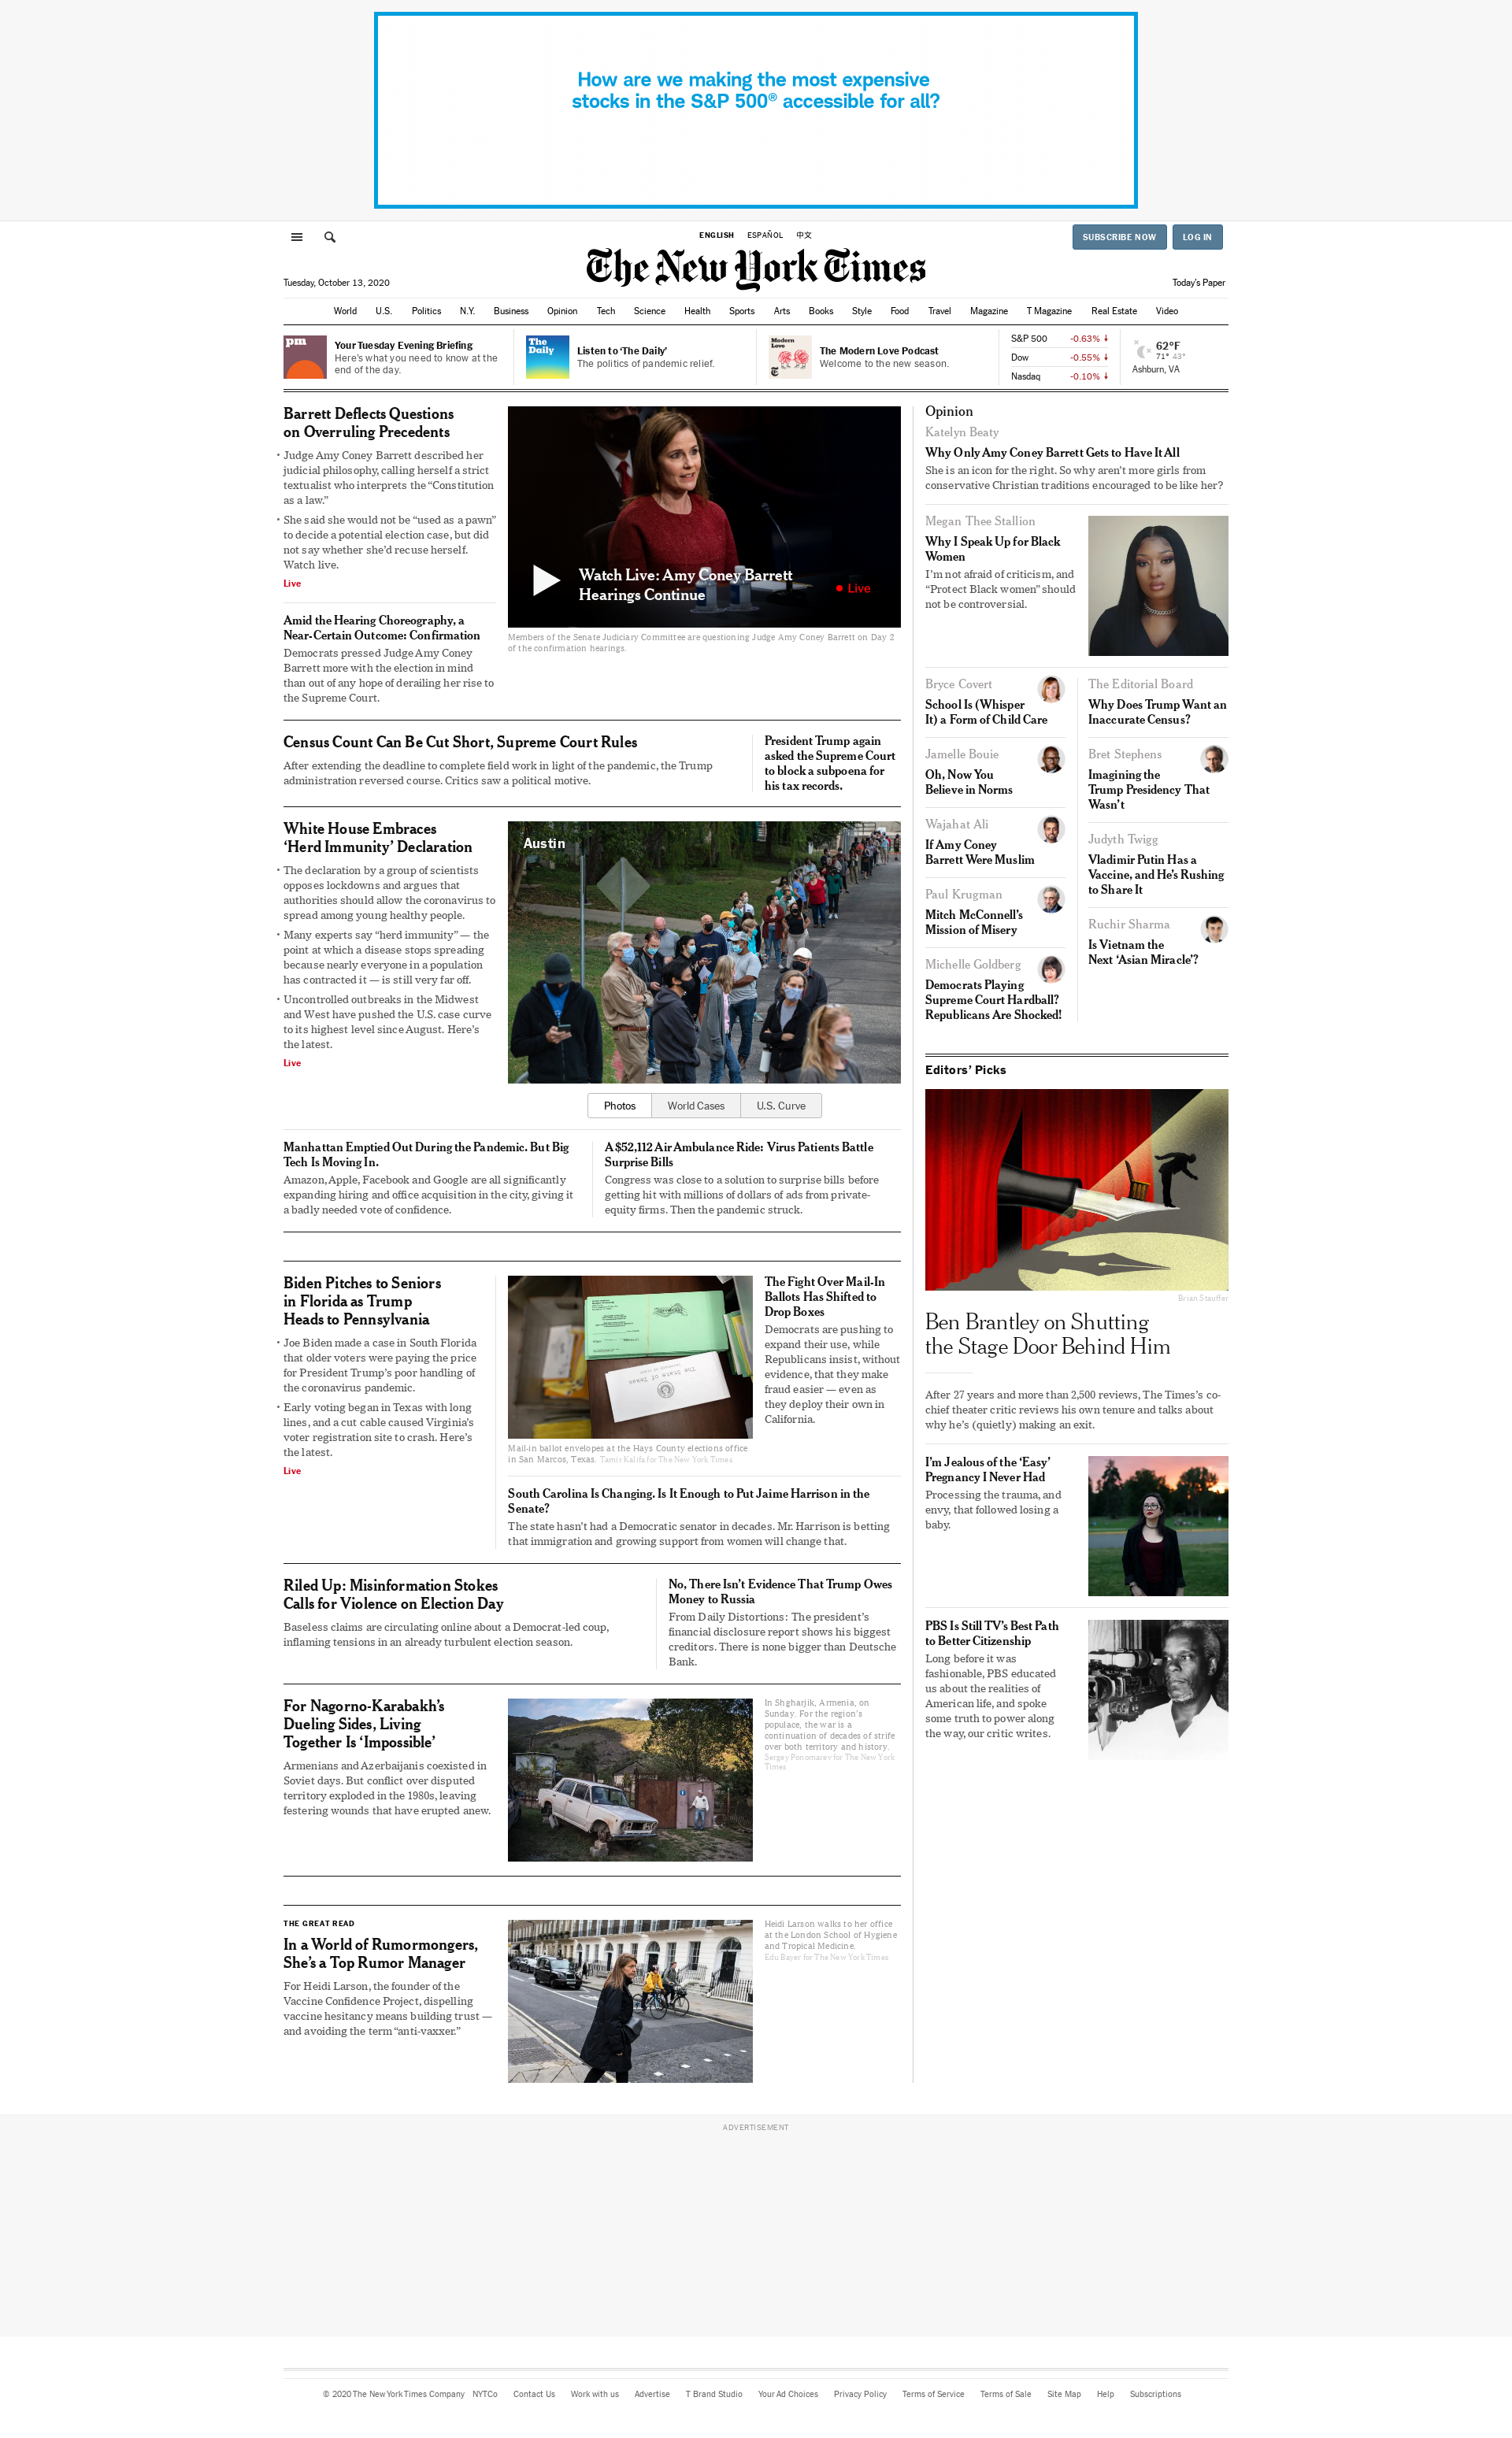 How are we making the most expensive
stocks in the S&P 500® accessible for all?
ENGLISH ESPAÑOL 中文
SUBSCRIBE NOW LOG IN
The New York Times
Tuesday, October 13, 2020
Today's Paper
World U.S. Politics N.Y. Business Opinion Tech Science Health Sports Arts Books Style Food Travel Magazine T Magazine Real Estate Video
pm
Your Tuesday Evening Briefing
Here's what you need to know at the
end of the day.
The
Daily
Listen to 'The Daily'
The politics of pandemic relief.
Modern
Love
The Modern Love Podcast
Welcome to the new season.
S&P 500 -0.63%
Dow -0.55%
Nasdaq -0.10%
62°F
71° 43°
Ashburn, VA
Barrett Deflects Questions
on Overruling Precedents
• Judge Amy Coney Barrett described her
judicial philosophy, calling herself a strict
textualist who interprets the “Constitution
as a law.”
• She said she would not be “used as a pawn”
to decide a potential election case, but did
not say whether she’d recuse herself.
Watch live.
Live
Amid the Hearing Choreography, a
Near-Certain Outcome: Confirmation
Democrats pressed Judge Amy Coney
Barrett more with the election in mind
than out of any hope of derailing her rise to
the Supreme Court.
Watch Live: Amy Coney Barrett
Hearings Continue
Live
Members of the Senate Judiciary Committee are questioning Judge Amy Coney Barrett on Day 2
of the confirmation hearings.
Census Count Can Be Cut Short, Supreme Court Rules
After extending the deadline to complete field work in light of the pandemic, the Trump
administration reversed course. Critics saw a political motive.
President Trump again
asked the Supreme Court
to block a subpoena for
his tax records.
White House Embraces
‘Herd Immunity’ Declaration
• The declaration by a group of scientists
opposes lockdowns and argues that
authorities should allow the coronavirus to
spread among young healthy people.
• Many experts say “herd immunity” — the
point at which a disease stops spreading
because nearly everyone in a population
has contracted it — is still very far off.
• Uncontrolled outbreaks in the Midwest
and West have pushed the U.S. case curve
to its highest level since August. Here’s
the latest.
Live
Austin
Photos World Cases U.S. Curve
Manhattan Emptied Out During the Pandemic. But Big
Tech Is Moving In.
Amazon, Apple, Facebook and Google are all significantly
expanding hiring and office acquisition in the city, giving it
a badly needed vote of confidence.
A $52,112 Air Ambulance Ride: Virus Patients Battle
Surprise Bills
Congress was close to a solution to surprise bills before
getting hit with millions of dollars of ads from private-
equity firms. Then the pandemic struck.
Biden Pitches to Seniors
in Florida as Trump
Heads to Pennsylvania
• Joe Biden made a case in South Florida
that older voters were paying the price
for President Trump’s poor handling of
the coronavirus pandemic.
• Early voting began in Texas with long
lines, and a cut cable caused Virginia’s
voter registration site to crash. Here’s
the latest.
Live
The State of Texas
Mail-in ballot envelopes at the Hays County elections office
in San Marcos, Texas. Tamir Kalifa for The New York Times
The Fight Over Mail-In
Ballots Has Shifted to
Drop Boxes
Democrats are pushing to
expand their use, while
Republicans insist, without
evidence, that they make
fraud easier — even as
they deploy their own in
California.
South Carolina Is Changing. Is It Enough to Put Jaime Harrison in the
Senate?
The state hasn’t had a Democratic senator in decades. Mr. Harrison is betting
that immigration and growing support from women will change that.
Riled Up: Misinformation Stokes
Calls for Violence on Election Day
Baseless claims are circulating online about a Democrat-led coup,
inflaming tensions in an already turbulent election season.
No, There Isn’t Evidence That Trump Owes
Money to Russia
From Daily Distortions: The president’s
financial disclosure report shows his biggest
creditors. There is none bigger than Deutsche
Bank.
For Nagorno-Karabakh’s
Dueling Sides, Living
Together Is ‘Impossible’
Armenians and Azerbaijanis coexisted in
Soviet days. But conflict over disputed
territory exploded in the 1980s, leaving
festering wounds that have erupted anew.
In Shgharjik, Armenia, on
Sunday. For the region’s
populace, the war is a
continuation of decades of strife
over both territory and history.
Sergey Ponomarev for The New York
Times
THE GREAT READ
In a World of Rumormongers,
She’s a Top Rumor Manager
For Heidi Larson, the founder of the
Vaccine Confidence Project, dispelling
vaccine hesitancy means building trust —
and avoiding the term “anti-vaxxer.”
Heidi Larson walks to her office
at the London School of Hygiene
and Tropical Medicine.
Edu Bayer for The New York Times
Opinion
Katelyn Beaty
Why Only Amy Coney Barrett Gets to Have It All
She is an icon for the right. So why aren’t more girls from
conservative Christian traditions encouraged to be like her?
Megan Thee Stallion
Why I Speak Up for Black
Women
I’m not afraid of criticism, and
“Protect Black women” should
not be controversial.
Bryce Covert
School Is (Whisper
It) a Form of Child Care
Jamelle Bouie
Oh, Now You
Believe in Norms
Wajahat Ali
If Amy Coney
Barrett Were Muslim
Paul Krugman
Mitch McConnell’s
Mission of Misery
Michelle Goldberg
Democrats Playing
Supreme Court Hardball?
Republicans Are Shocked!
The Editorial Board
Why Does Trump Want an
Inaccurate Census?
Bret Stephens
Imagining the
Trump Presidency That
Wasn’t
Judyth Twigg
Vladimir Putin Has a
Vaccine, and He’s Rushing
to Share It
Ruchir Sharma
Is Vietnam the
Next ‘Asian Miracle’?
Editors’ Picks
Brian Stauffer
Ben Brantley on Shutting
the Stage Door Behind Him
After 27 years and more than 2,500 reviews, The Times’s co-
chief theater critic reviews his own tenure and talks about
why he’s (quietly) making an exit.
I’m Jealous of the ‘Easy’
Pregnancy I Never Had
Processing the trauma, and
envy, that followed losing a
baby.
PBS Is Still TV’s Best Path
to Better Citizenship
Long before it was
fashionable, PBS educated
us about the realities of
American life, and spoke
some truth to power along
the way, our critic writes.
ADVERTISEMENT
© 2020 The New York Times Company NYTCo Contact Us Work with us Advertise T Brand Studio Your Ad Choices Privacy Policy Terms of Service Terms of Sale Site Map Help Subscriptions